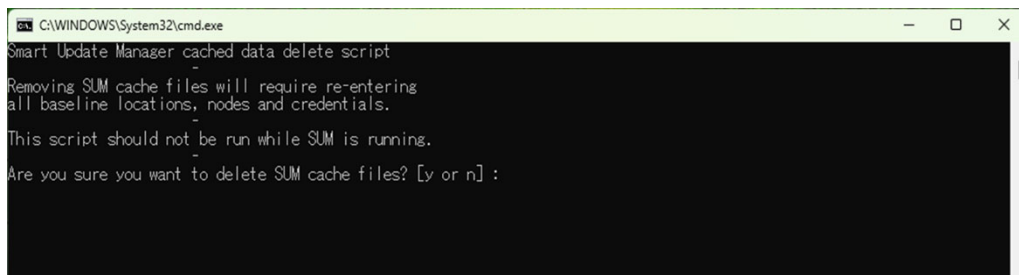 C:\WINDOWS\System32\cmd.exe
Smart Update Manager cached data delete script
-
Removing SUM cache files will require re-entering
all baseline locations, nodes and credentials.
-
This script should not be run while SUM is running.
-
Are you sure you want to delete SUM cache files? [y or n] :